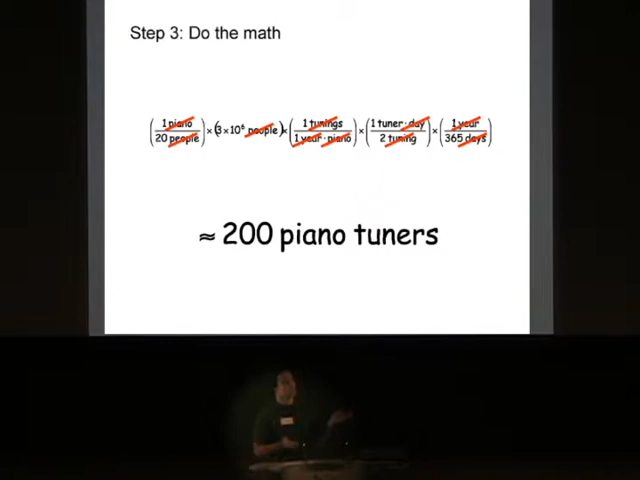 Step 3: Do the math
(1 piano / 20 people) × (3 × 10⁶ people) × (1 tunings / 1 year · piano) × (1 tuner · day / 2 tuning) × (1 year / 365 days)
≈ 200 piano tuners